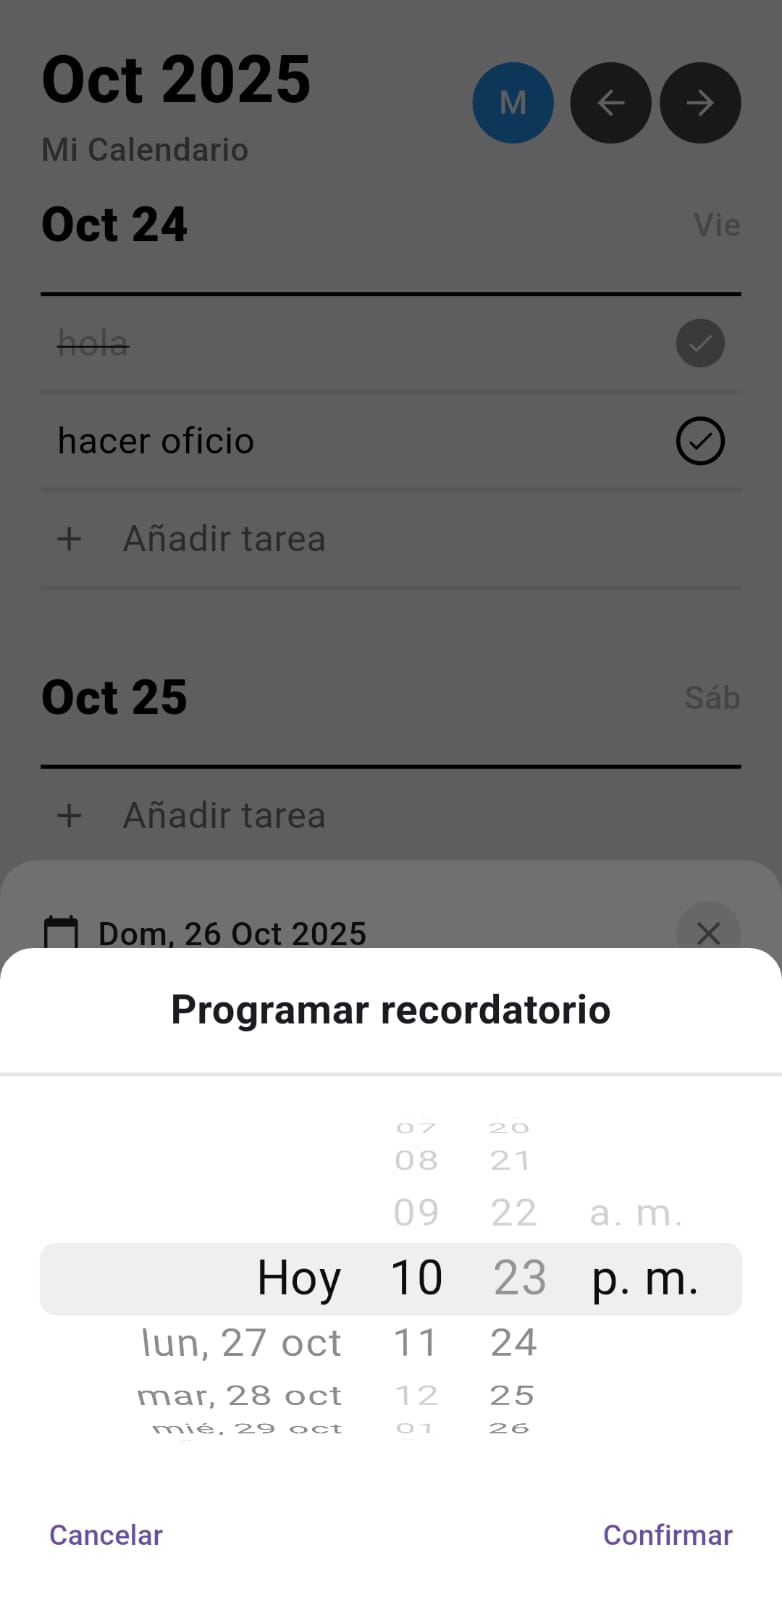 Oct 2025
M
Mi Calendario
Oct 24 Vie
hola
hacer oficio
+ Añadir tarea
Oct 25 Sáb
+ Añadir tarea
Dom, 26 Oct 2025
Programar recordatorio
07 20
08 21
09 22 a. m.
Hoy 10 23 p. m.
lun, 27 oct 11 24
mar, 28 oct 12 25
mié, 29 oct 01 26
Cancelar Confirmar